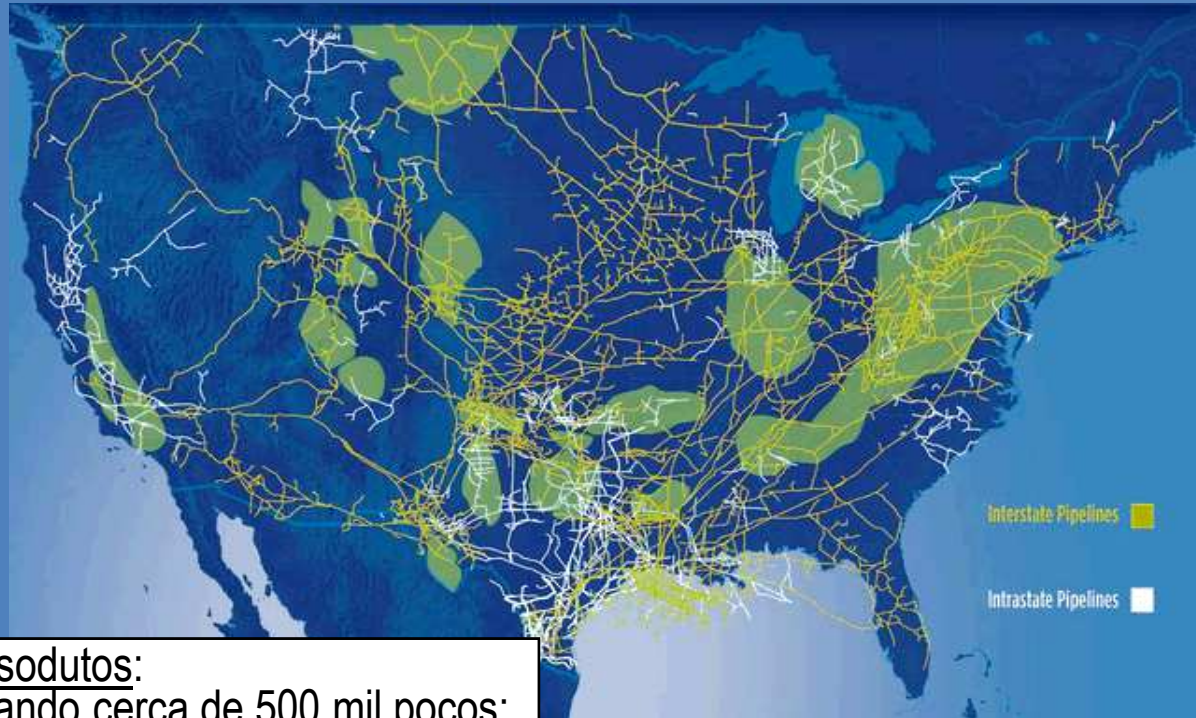 Interstate Pipelines
Intrastate Pipelines
sodutos:
ando cerca de 500 mil poços;